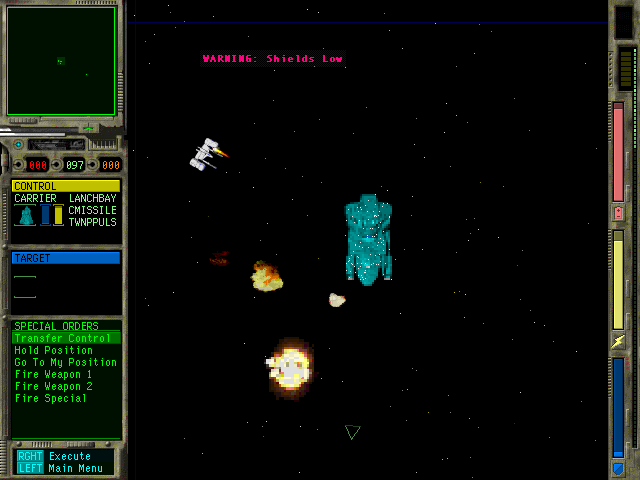 WARNING: Shields Low
000 097 000
CONTROL
CARRIER LANCHBAY
CMISSILE
TWNPPULS
TARGET
SPECIAL ORDERS
Transfer Control
Hold Position
Go To My Position
Fire Weapon 1
Fire Weapon 2
Fire Special
RGHT Execute
LEFT Main Menu